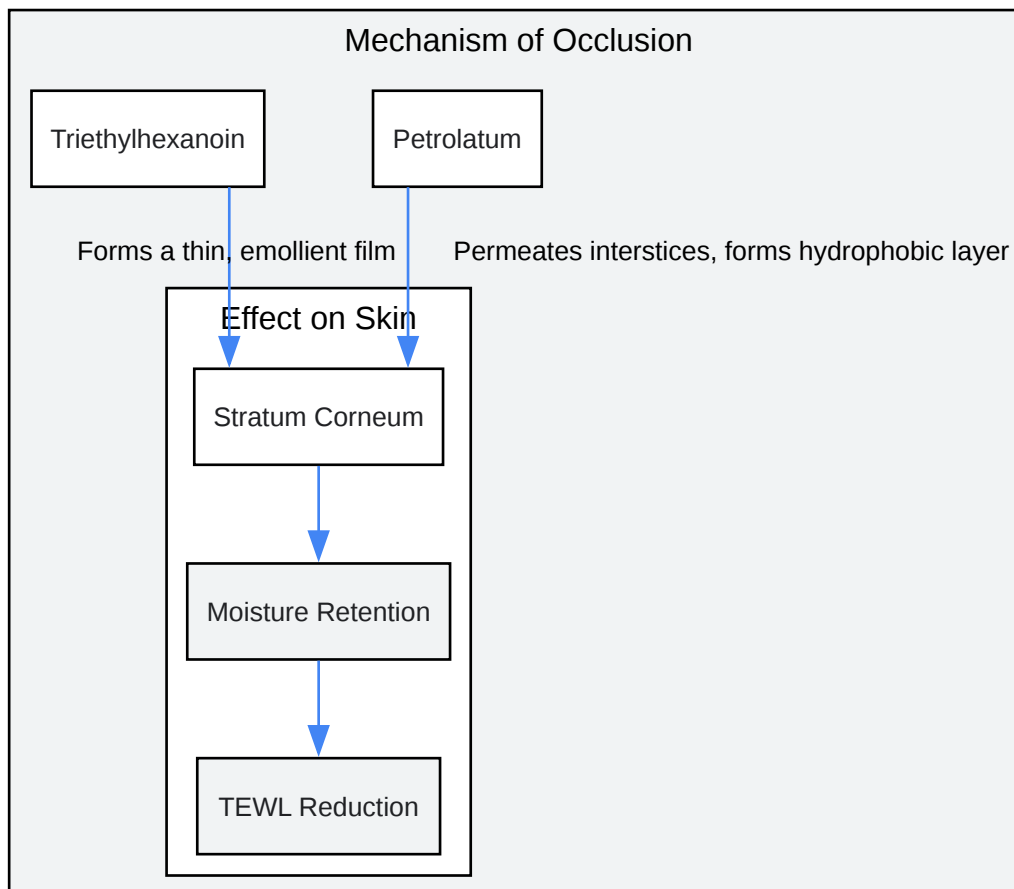 Mechanism of Occlusion
Triethylhexanoin
Petrolatum
Forms a thin, emollient film
Permeates interstices, forms hydrophobic layer
Effect on Skin
Stratum Corneum
Moisture Retention
TEWL Reduction